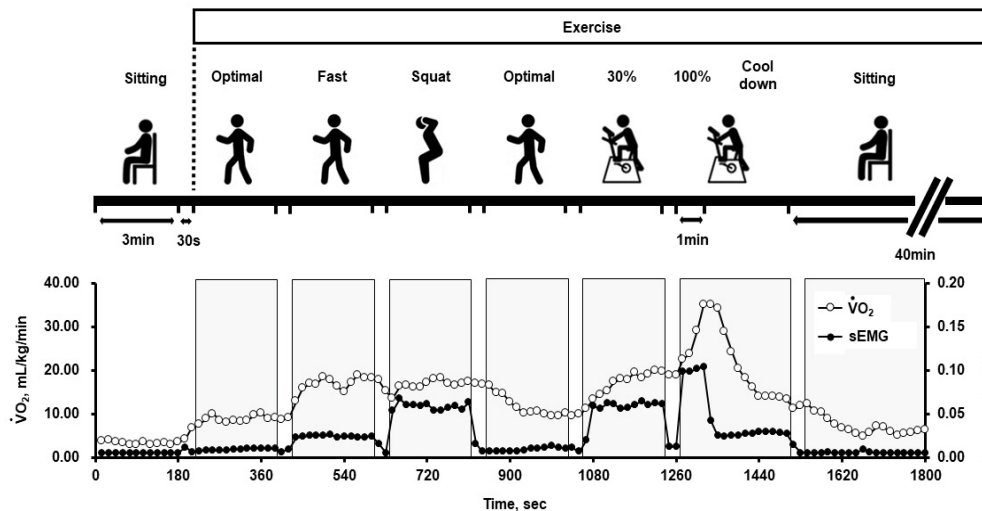 Exercise
Sitting
Optimal
Fast
Squat
Optimal
30%
100%
Cool
down
Sitting
3min
30s
1min
40min
40.00
30.00
20.00
10.00
0.00
V̇O₂, mL/kg/min
0.20
0.15
0.10
0.05
0.00
V̇O₂
sEMG
0
180
360
540
720
900
1080
1260
1440
1620
1800
Time, sec